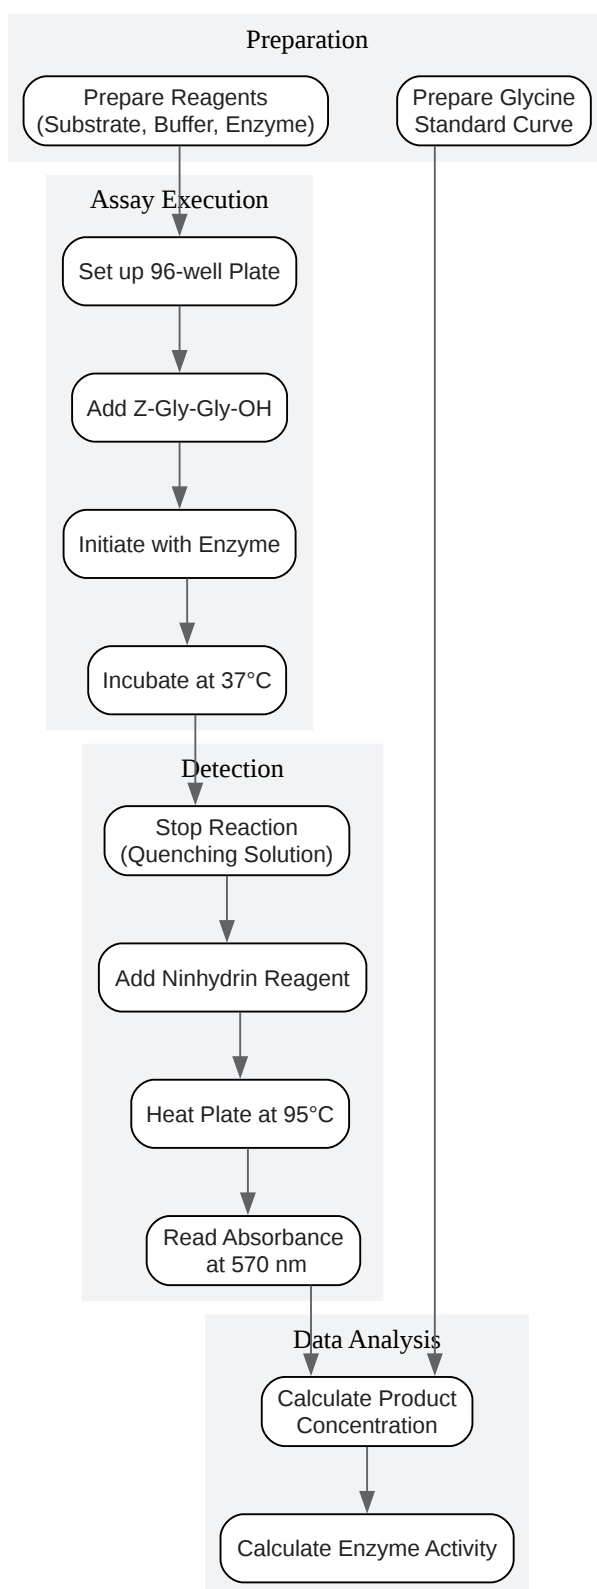 Preparation
Prepare Reagents
(Substrate, Buffer, Enzyme)
Prepare Glycine
Standard Curve
Assay Execution
Set up 96-well Plate
Add Z-Gly-Gly-OH
Initiate with Enzyme
Incubate at 37°C
Detection
Stop Reaction
(Quenching Solution)
Add Ninhydrin Reagent
Heat Plate at 95°C
Read Absorbance
at 570 nm
Data Analysis
Calculate Product
Concentration
Calculate Enzyme Activity